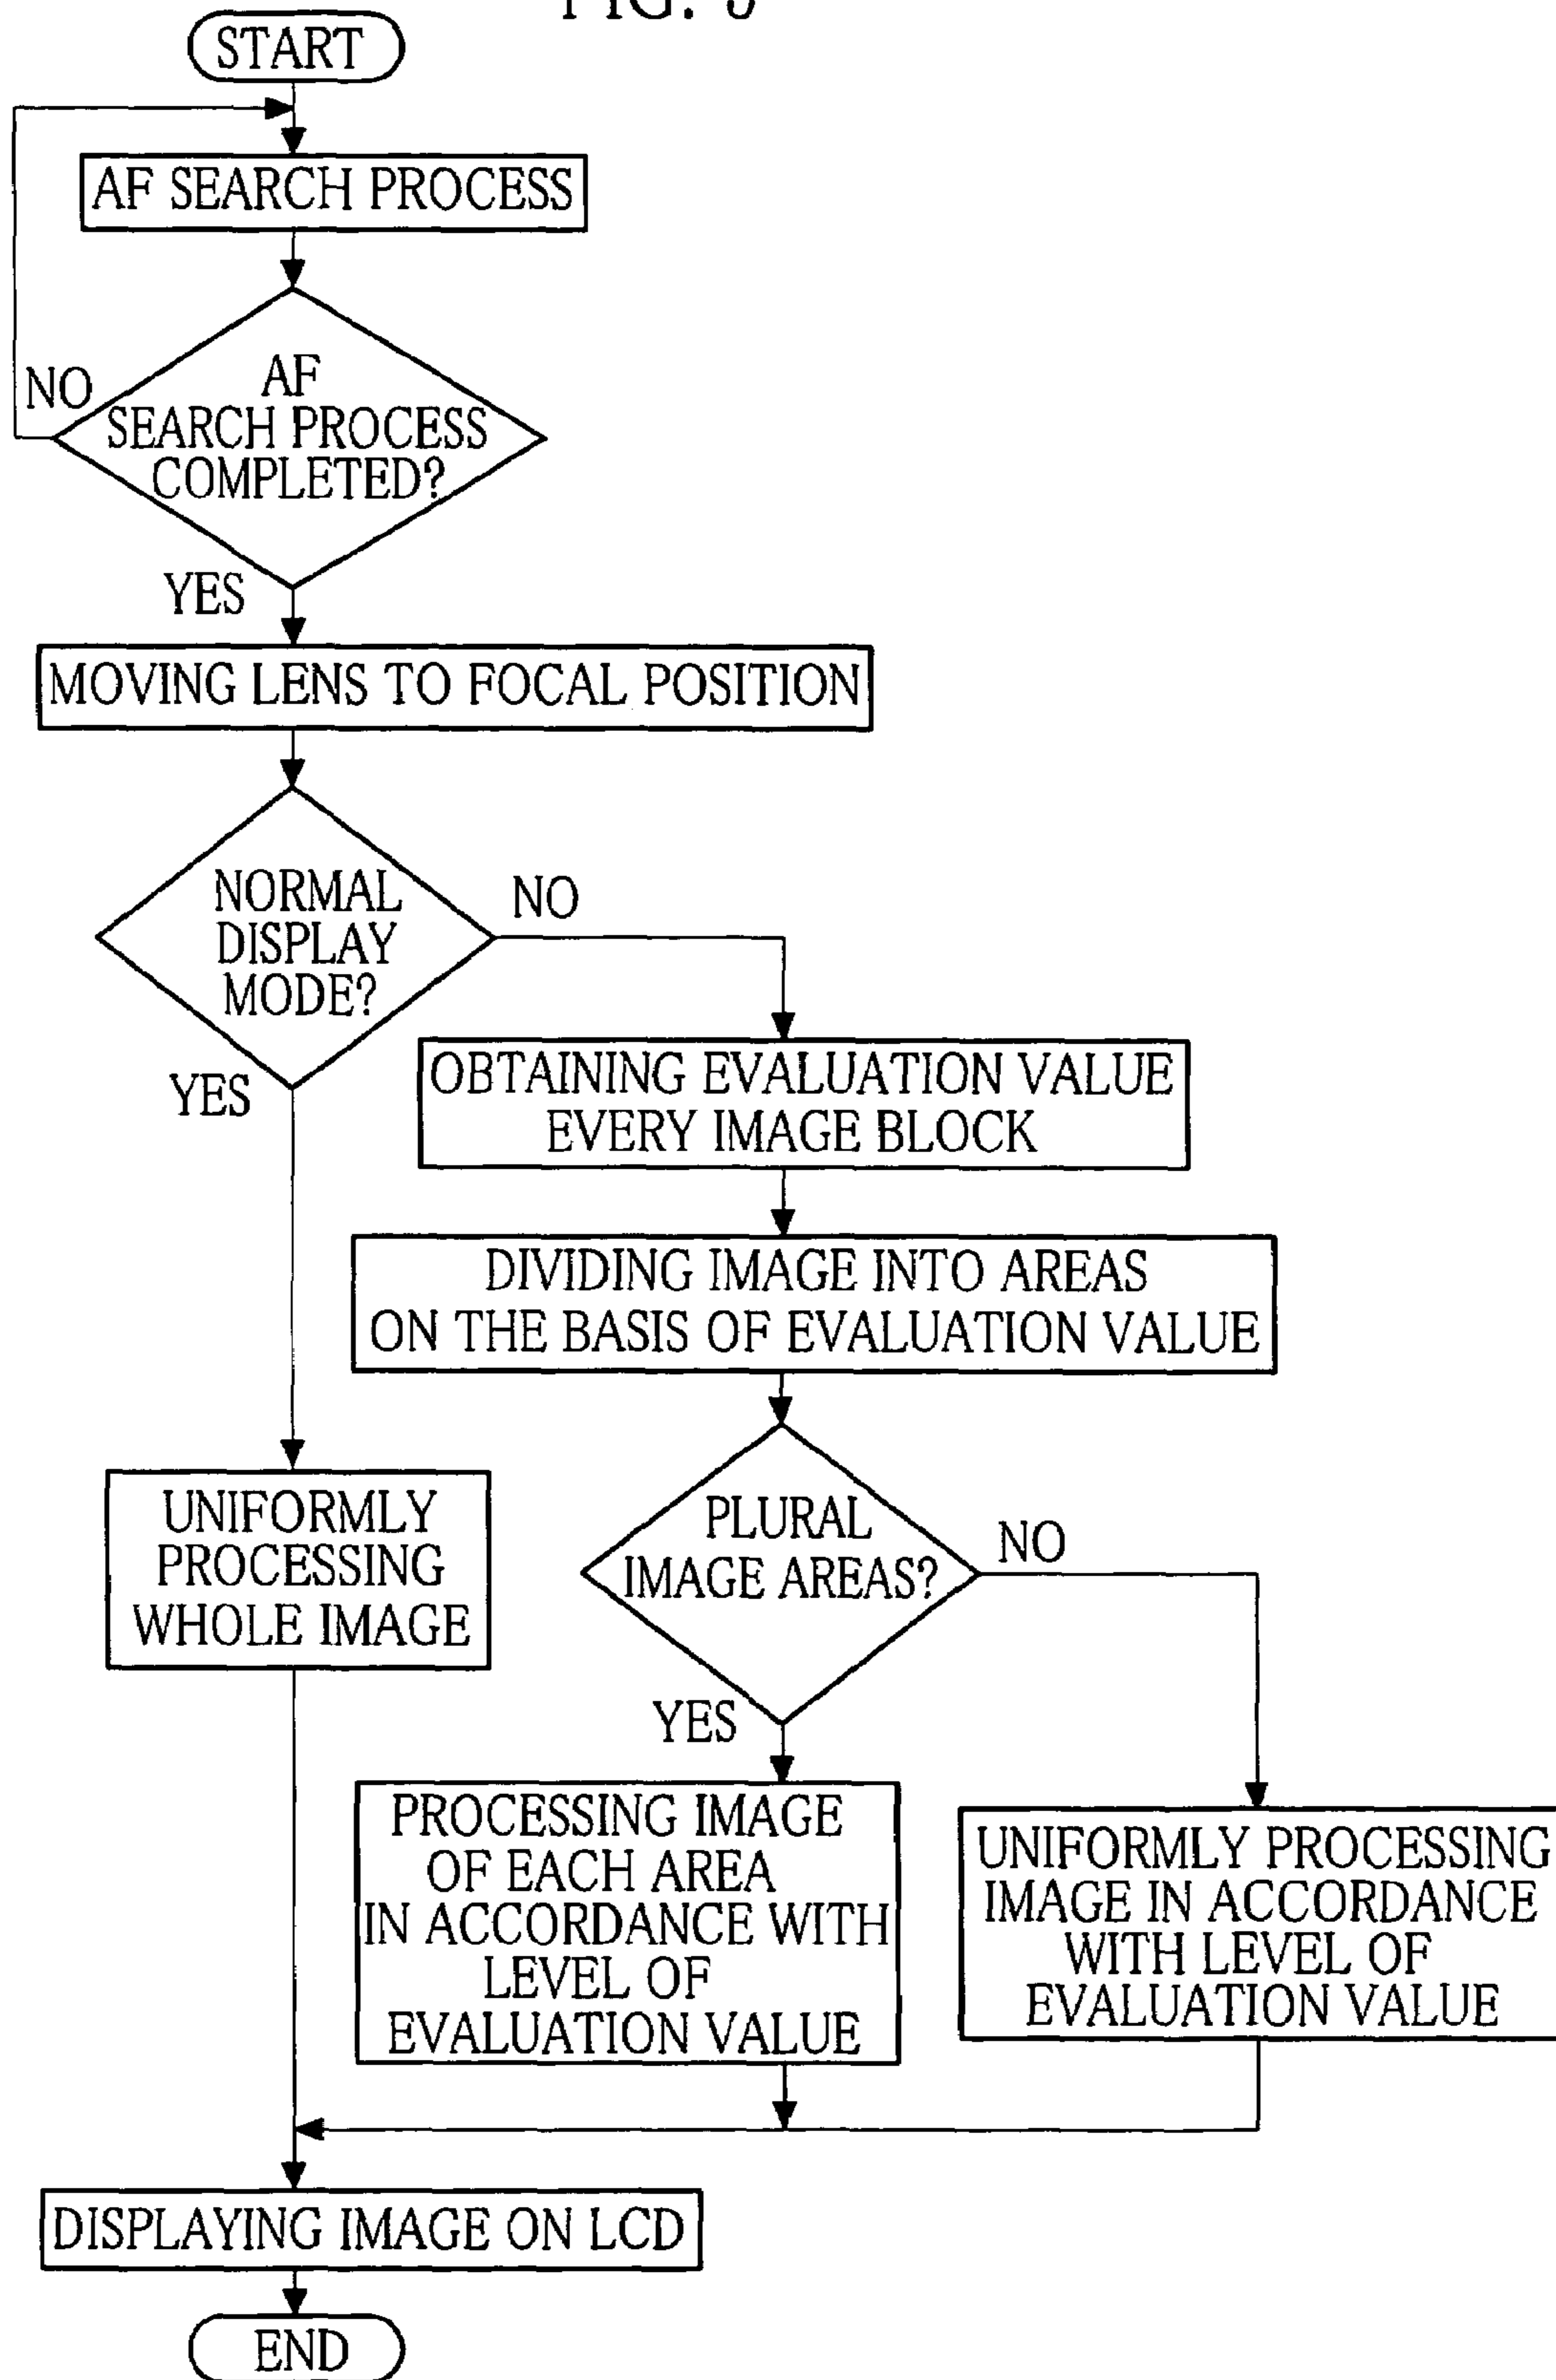 FIG.
START
AF SEARCH PROCESS
AF
SEARCH PROCESS
COMPLETED?
NO
YES
MOVING LENS TO FOCAL POSITION
NORMAL
DISPLAY
MODE?
NO
YES
OBTAINING EVALUATION VALUE
EVERY IMAGE BLOCK
DIVIDING IMAGE INTO AREAS
ON THE BASIS OF EVALUATION VALUE
UNIFORMLY
PROCESSING
WHOLE IMAGE
PLURAL
IMAGE AREAS?
NO
YES
PROCESSING IMAGE
OF EACH AREA
IN ACCORDANCE WITH
LEVEL OF
EVALUATION VALUE
UNIFORMLY PROCESSING
IMAGE IN ACCORDANCE
WITH LEVEL OF
EVALUATION VALUE
DISPLAYING IMAGE ON LCD
END